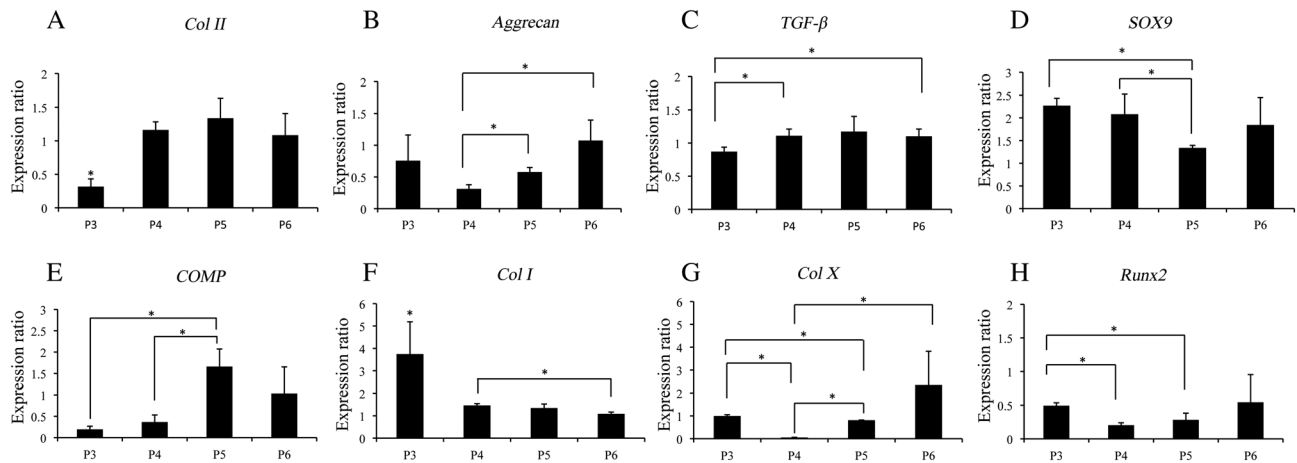 A
Col II
Expression ratio
2
1.5
1
0.5
0
*
P3 P4 P5 P6
B
Aggrecan
Expression ratio
2
1.5
1
0.5
0
*
*
P3 P4 P5 P6
C
TGF-β
Expression ratio
2
1.5
1
0.5
0
*
*
P3 P4 P5 P6
D
SOX9
Expression ratio
3
2.5
2
1.5
1
2.5
0
*
*
P3 P4 P5 P6
E
COMP
Expression ratio
3
2.5
2
1.5
1
0.5
0
*
*
P3 P4 P5 P6
F
Col I
Expression ratio
6
5
4
3
2
1
0
*
*
P3 P4 P5 P6
G
Col X
Expression ratio
6
5
4
3
2
1
0
*
*
*
*
P3 P4 P5 P6
H
Runx2
Expression ratio
2
1.5
1
0.5
0
*
*
P3 P4 P5 P6